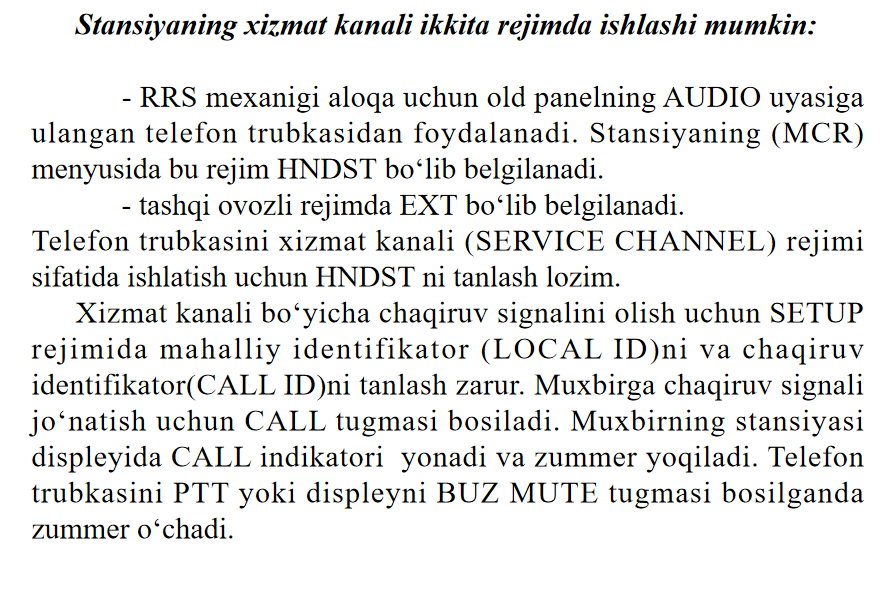 Stansiyaning xizmat kanali ikkita rejimda ishlashi mumkin:
- RRS mexanigi aloqa uchun old panelning AUDIO uyasiga
ulangan telefon trubkasidan foydalanadi. Stansiyaning (MCR)
menyusida bu rejim HNDST bo‘lib belgilanadi.
- tashqi ovozli rejimda EXT bo‘lib belgilanadi.
Telefon trubkasini xizmat kanali (SERVICE CHANNEL) rejimi
sifatida ishlatish uchun HNDST ni tanlash lozim.
Xizmat kanali bo‘yicha chaqiruv signalini olish uchun SETUP
rejimida mahalliy identifikator (LOCAL ID)ni va chaqiruv
identifikator(CALL ID)ni tanlash zarur. Muxbirga chaqiruv signali
jo‘natish uchun CALL tugmasi bosiladi. Muxbirning stansiyasi
displeyida CALL indikatori  yonadi va zummer yoqiladi. Telefon
trubkasini PTT yoki displeyni BUZ MUTE tugmasi bosilganda
zummer o‘chadi.